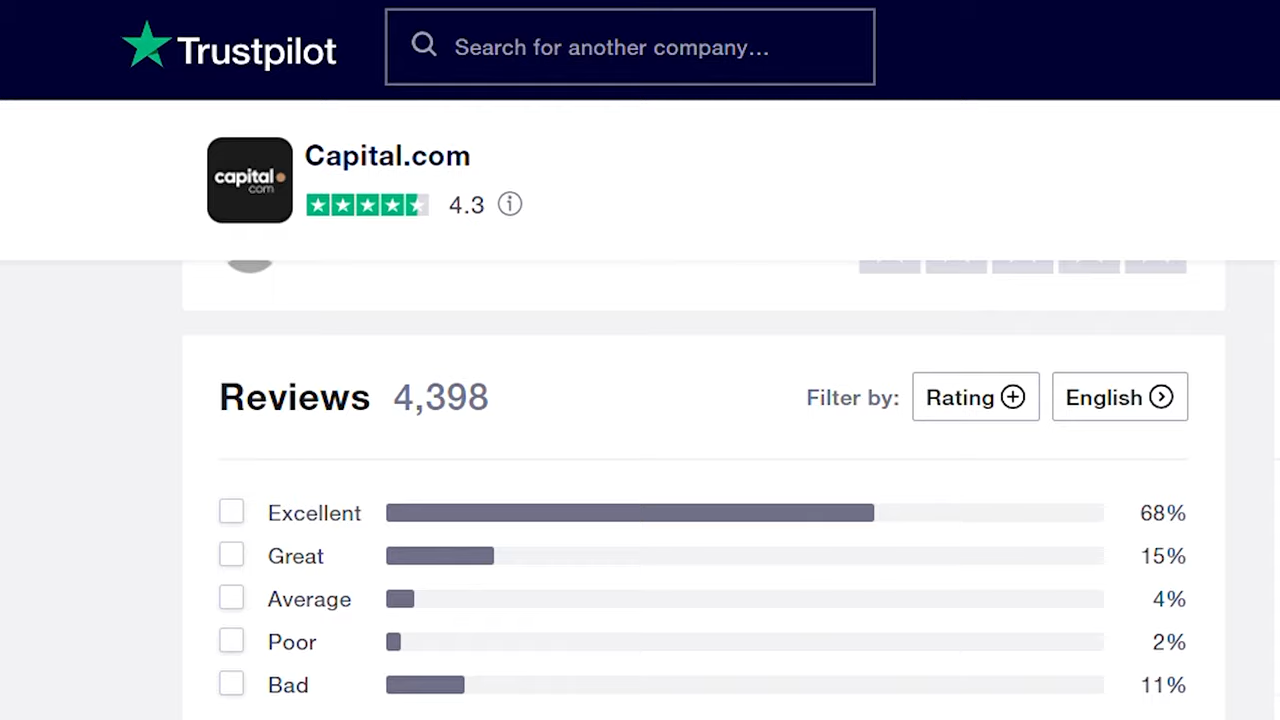 Trustpilot
Search for another company...
capital
com
Capital.com
4.3
Reviews 4,398
Filter by: Rating English
Excellent 68%
Great 15%
Average 4%
Poor 2%
Bad 11%